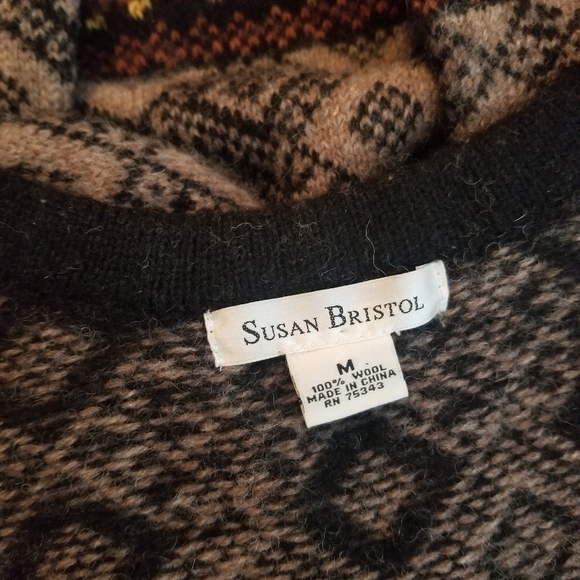 SUSAN BRISTOL
M
100% WOOL
MADE IN CHINA
RN 75343